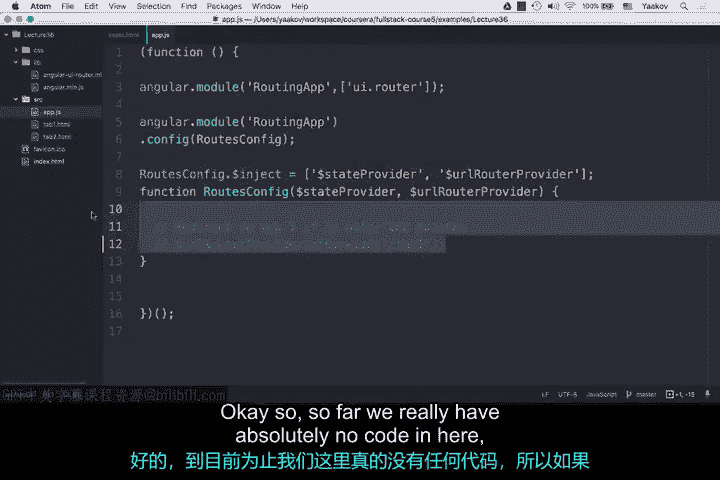 Atom File Edit View Selection Find Packages Window Help
100% Yaakov
app.js - /Users/yaakov/workspace/coursera/fullstack-course5/examples/Lecture36
Lecture36
css
lib
angular-ui-router.mi
angular.min.js
src
app.js
tab1.html
tab2.html
favicon.ico
index.html
index.html app.js
1 (function () {
2
3 angular.module('RoutingApp',['ui.router']);
4
5 angular.module('RoutingApp')
6 .config(RoutesConfig);
7
8 RoutesConfig.$inject = ['$stateProvider', '$urlRouterProvider'];
9 function RoutesConfig($stateProvider, $urlRouterProvider) {
10
11
12
13 }
14
15
16 })();
17
LF UTF-8 JavaScript master +1, -15
Okay so, so far we really have
absolutely no code in here,
好的，到目前为止我们这里真的没有任何代码，所以如果